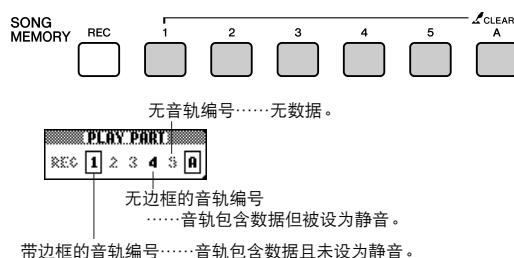 SONG MEMORY REC 1 2 3 4 5 A CLEAR
无音轨编号……无数据。
PLAY PART
REC 1 2 3 4 5 A
无边框的音轨编号
……音轨包含数据但被设为静音。
带边框的音轨编号……音轨包含数据且未设为静音。